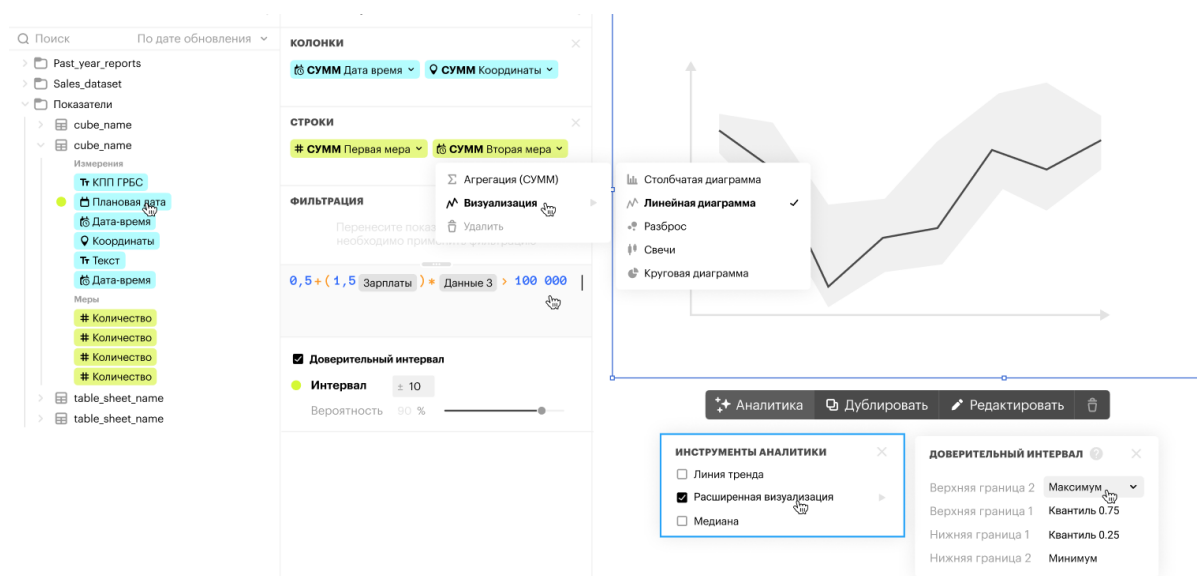 Поиск По дате обновления
Past_year_reports
Sales_dataset
Показатели
cube_name
cube_name
Измерения
Тт КПП ГРБС
Плановая дата
Дата-время
Координаты
Тт Текст
Дата-время
Меры
# Количество
# Количество
# Количество
# Количество
table_sheet_name
table_sheet_name
КОЛОНКИ
СУММ Дата время СУММ Координаты
СТРОКИ
# СУММ Первая мера СУММ Вторая мера
Σ Агрегация (СУММ)
Визуализация
Удалить
ФИЛЬТРАЦИЯ
Перенесите
необходимо
0,5+(1,5 Зарплаты )* Данные 3 > 100 000
Доверительный интервал
Интервал ± 10
Вероятность 90 %
Столбчатая диаграмма
Линейная диаграмма
Разброс
Свечи
Круговая диаграмма
Аналитика Дублировать Редактировать
ИНСТРУМЕНТЫ АНАЛИТИКИ
Линия тренда
Расширенная визуализация
Медиана
ДОВЕРИТЕЛЬНЫЙ ИНТЕРВАЛ ?
Верхняя граница 2 Максимум
Верхняя граница 1 Квантиль 0.75
Нижняя граница 1 Квантиль 0.25
Нижняя граница 2 Минимум